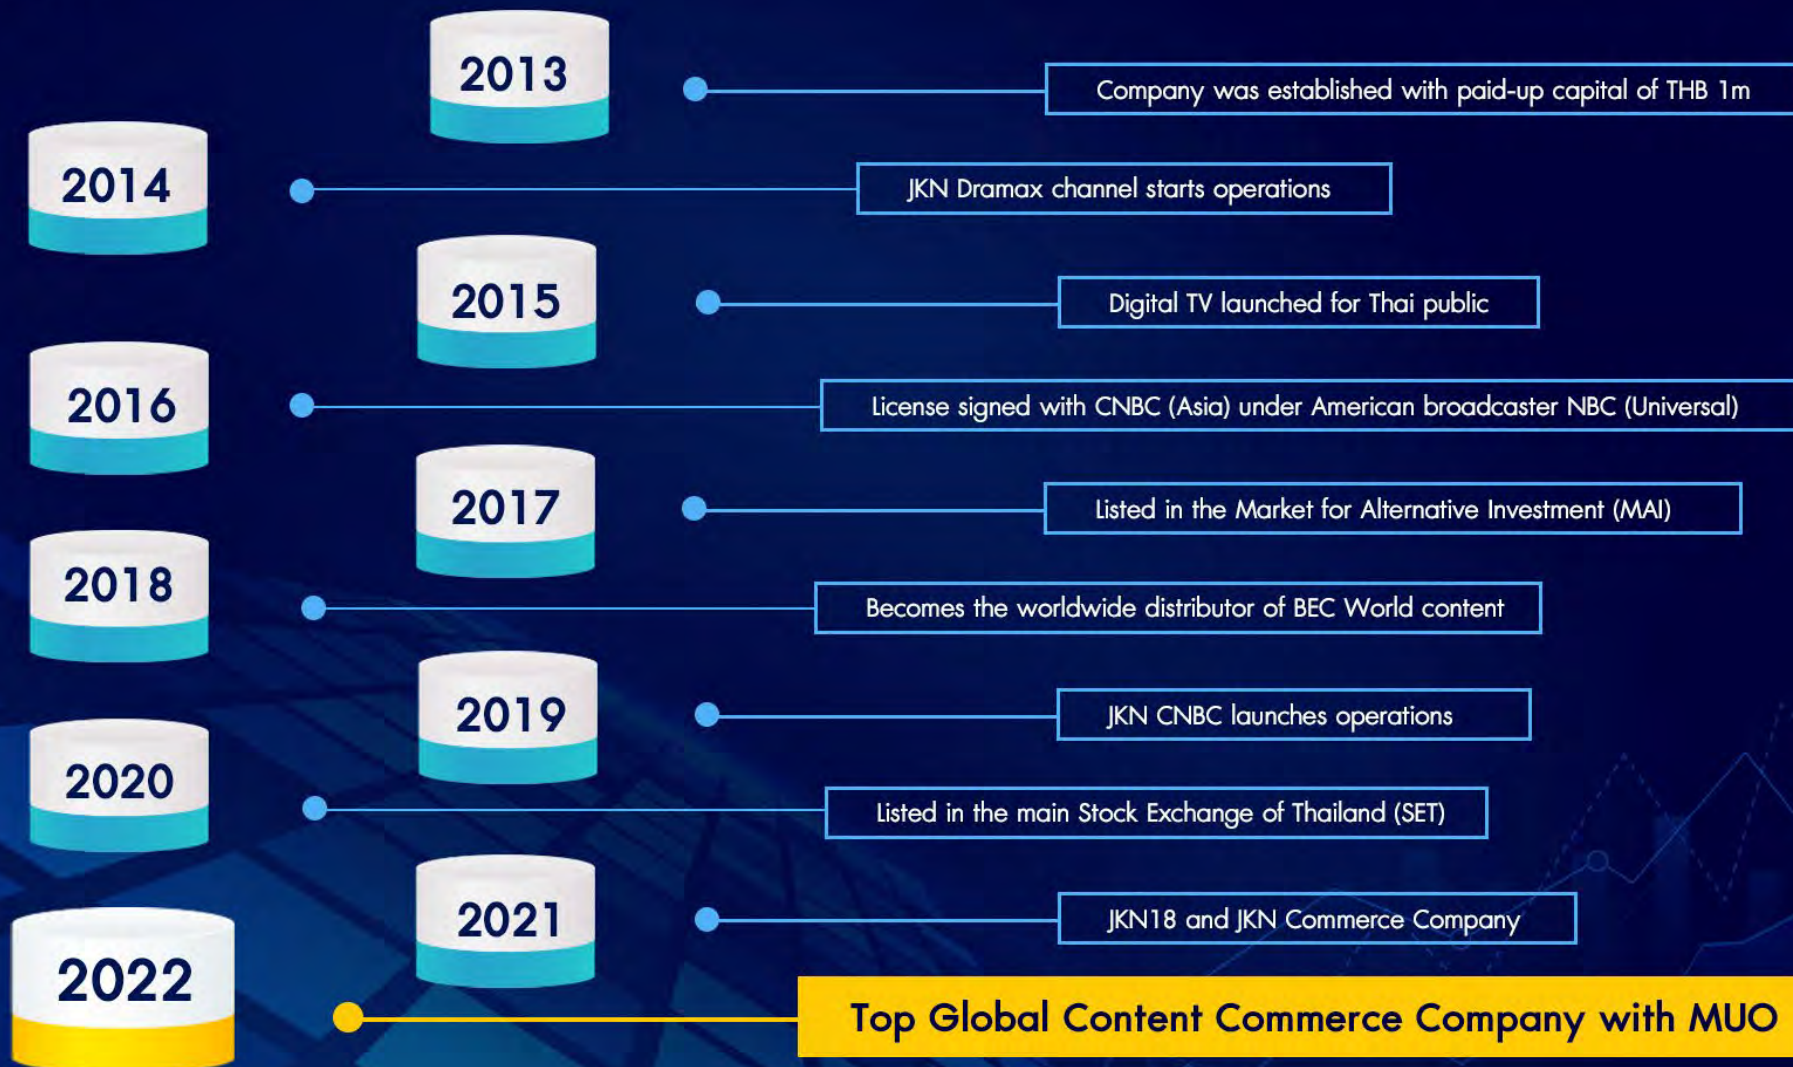 2013
Company was established with paid-up capital of THB 1m
2014
JKN Dramax channel starts operations
2015
Digital TV launched for Thai public
2016
License signed with CNBC (Asia) under American broadcaster NBC (Universal)
2017
Listed in the Market for Alternative Investment (MAI)
2018
Becomes the worldwide distributor of BEC World content
2019
JKN CNBC launches operations
2020
Listed in the main Stock Exchange of Thailand (SET)
2021
JKN18 and JKN Commerce Company
2022
Top Global Content Commerce Company with MUO